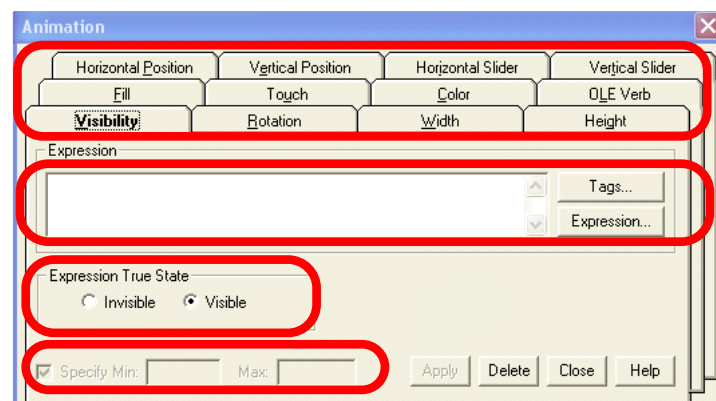 Animation
Horizontal Position Vertical Position Horizontal Slider Vertical Slider
Fill Touch Color OLE Verb
Visibility Rotation Width Height
Expression
Tags...
Expression...
Expression True State
Invisible Visible
Specify Min: Max:
Apply Delete Close Help